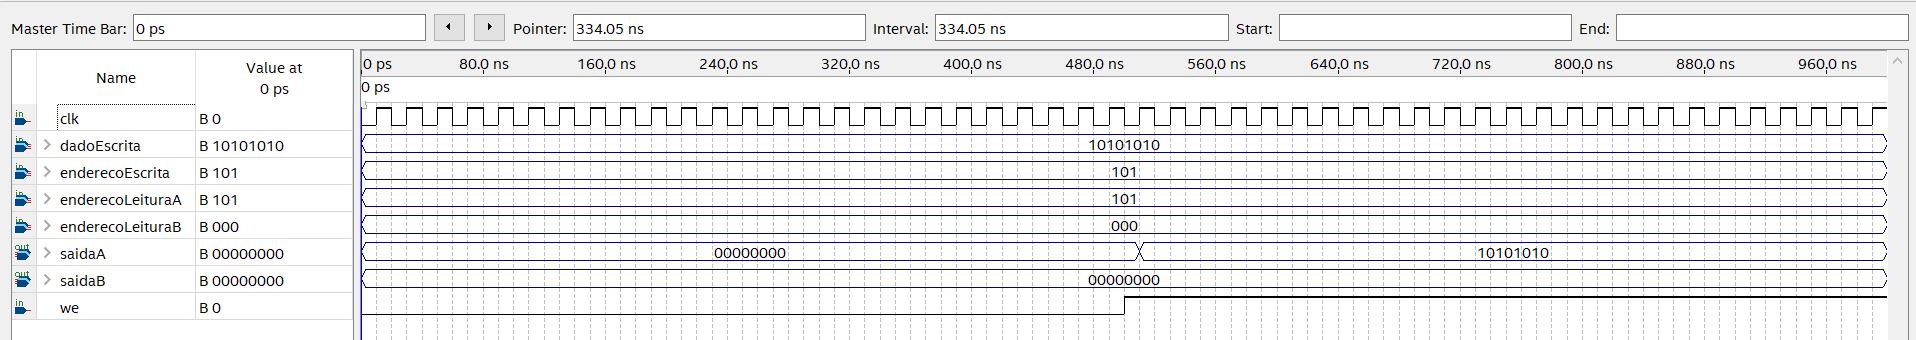 Master Time Bar: 0 ps Pointer: 334.05 ns Interval: 334.05 ns Start: End:
Name Value at 0 ps
0 ps 80.0 ns 160.0 ns 240.0 ns 320.0 ns 400.0 ns 480.0 ns 560.0 ns 640.0 ns 720.0 ns 800.0 ns 880.0 ns 960.0 ns
0 ps
in clk B 0
in dadoEscrita B 10101010 10101010
in enderecoEscrita B 101 101
in enderecoLeituraA B 101 101
in enderecoLeituraB B 000 000
out saidaA B 00000000 00000000 10101010
out saidaB B 00000000 00000000
in we B 0